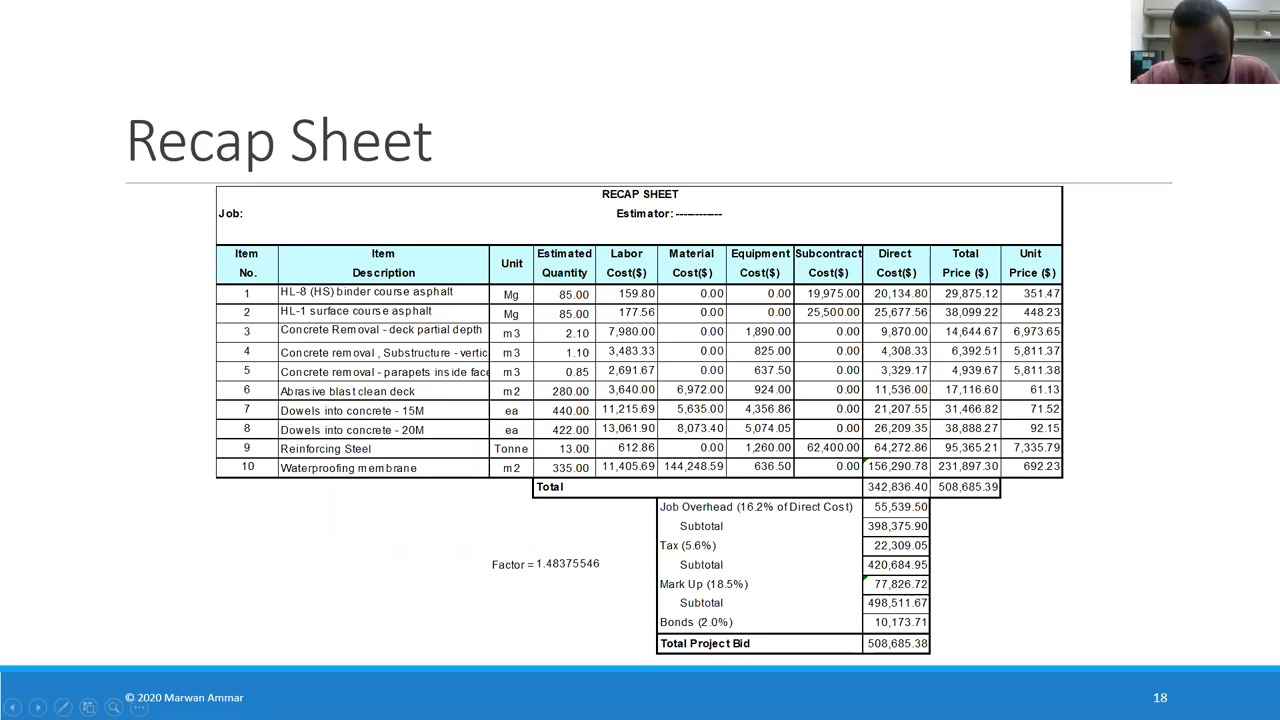 Recap Sheet
RECAP SHEET
Job: Estimator: ------------
Item No. Item Description Unit Estimated Quantity Labor Cost($) Material Cost($) Equipment Cost($) Subcontract Cost($) Direct Cost($) Total Price ($) Unit Price ($)
1 HL-8 (HS) binder course asphalt Mg 85.00 159.80 0.00 0.00 19,975.00 20,134.80 29,875.12 351.47
2 HL-1 surface course asphalt Mg 85.00 177.56 0.00 0.00 25,500.00 25,677.56 38,099.22 448.23
3 Concrete Removal - deck partial depth m3 2.10 7,980.00 0.00 1,890.00 0.00 9,870.00 14,644.67 6,973.65
4 Concrete removal , Substructure - vertic m3 1.10 3,483.33 0.00 825.00 0.00 4,308.33 6,392.51 5,811.37
5 Concrete removal - parapets inside face m3 0.85 2,691.67 0.00 637.50 0.00 3,329.17 4,939.67 5,811.38
6 Abrasive blast clean deck m2 280.00 3,640.00 6,972.00 924.00 0.00 11,536.00 17,116.60 61.13
7 Dowels into concrete - 15M ea 440.00 11,215.69 5,635.00 4,356.86 0.00 21,207.55 31,466.82 71.52
8 Dowels into concrete - 20M ea 422.00 13,061.90 8,073.40 5,074.05 0.00 26,209.35 38,888.27 92.15
9 Reinforcing Steel Tonne 13.00 612.86 0.00 1,260.00 62,400.00 64,272.86 95,365.21 7,335.79
10 Waterproofing membrane m2 335.00 11,405.69 144,248.59 636.50 0.00 156,290.78 231,897.30 692.23
Total 342,836.40 508,685.39
Job Overhead (16.2% of Direct Cost) 55,539.50
Subtotal 398,375.90
Tax (5.6%) 22,309.05
Factor = 1.48375546 Subtotal 420,684.95
Mark Up (18.5%) 77,826.72
Subtotal 498,511.67
Bonds (2.0%) 10,173.71
Total Project Bid 508,685.38
© 2020 Marwan Ammar 18